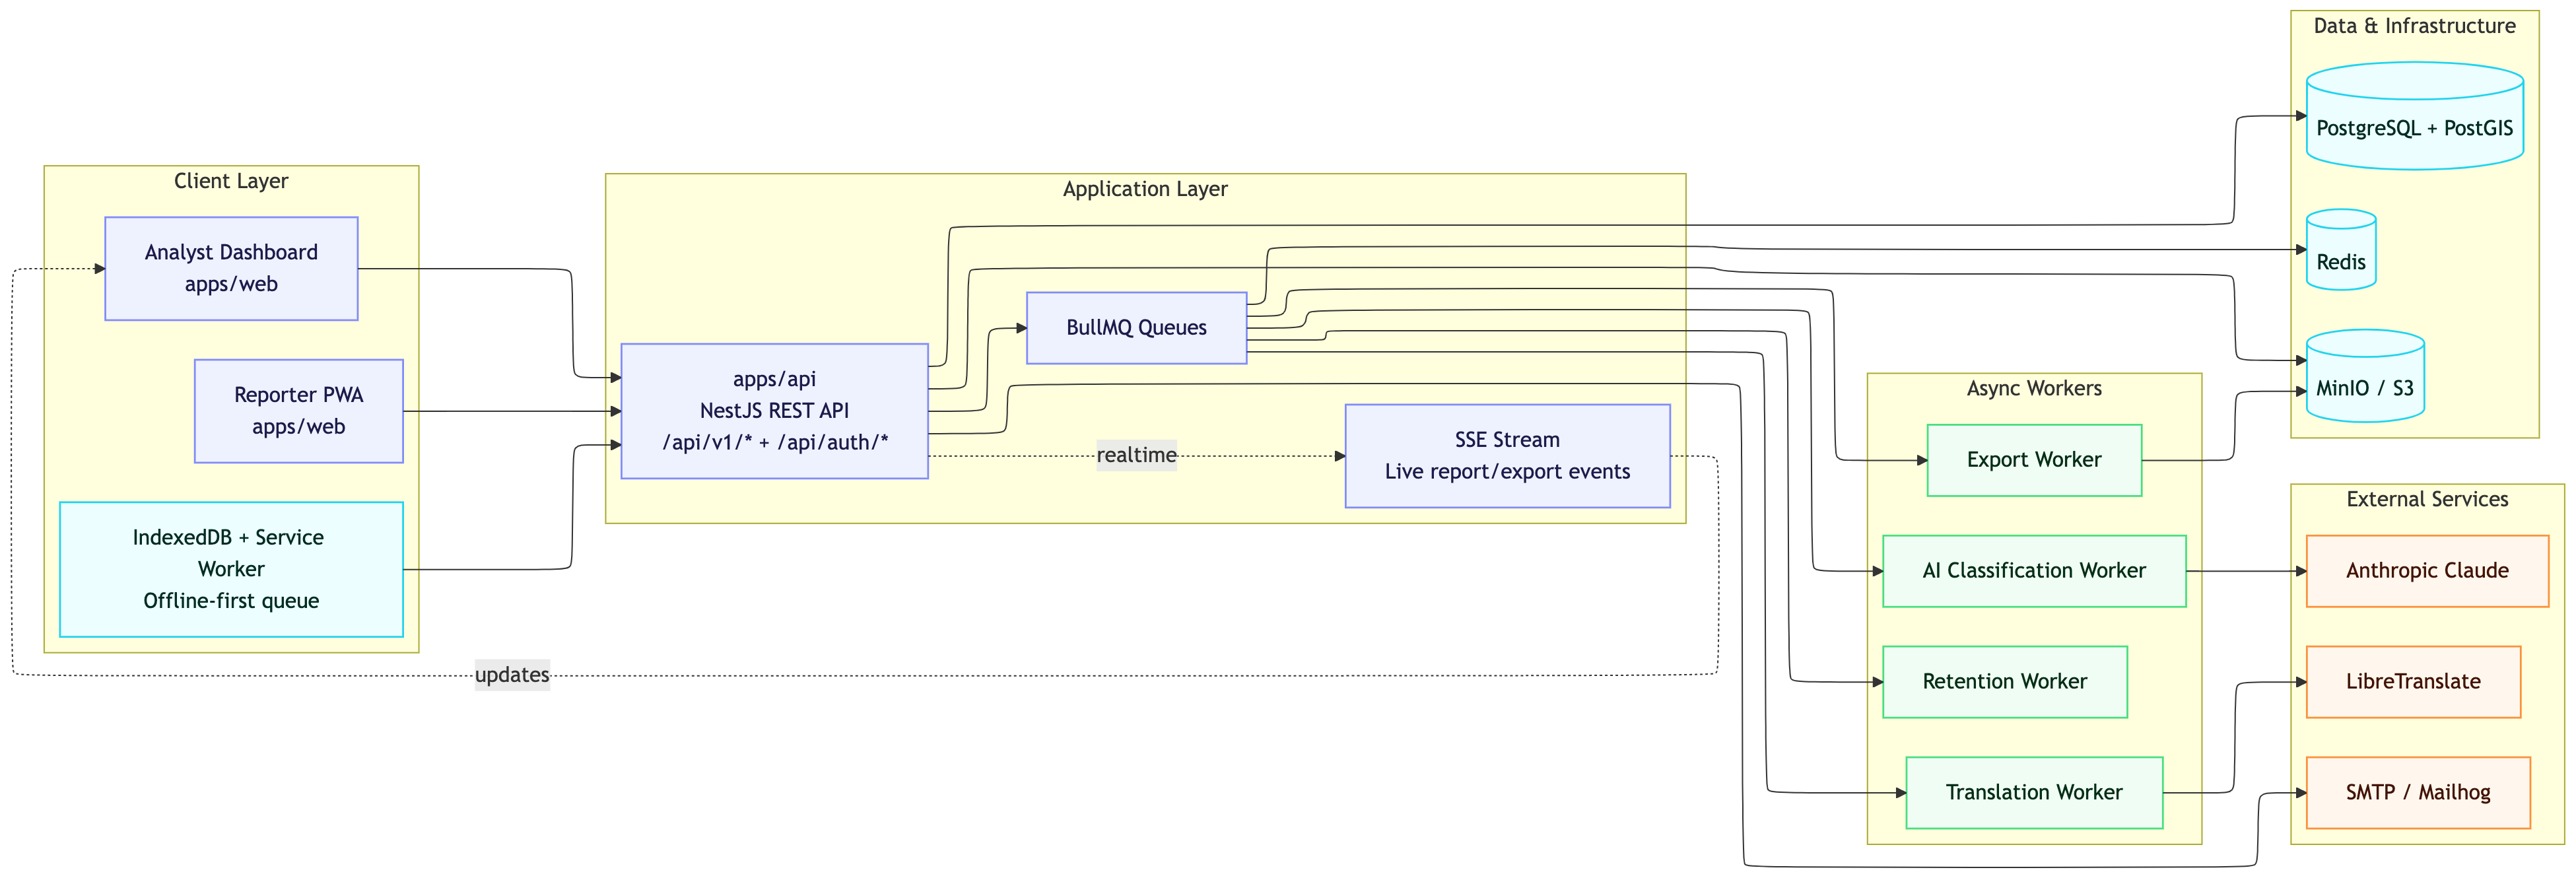 Client Layer
Analyst Dashboard
apps/web
Reporter PWA
apps/web
IndexedDB + Service
Worker
Offline-first queue
updates
Application Layer
apps/api
NestJS REST API
/api/v1/* + /api/auth/*
BullMQ Queues
realtime
SSE Stream
Live report/export events
Async Workers
Export Worker
AI Classification Worker
Retention Worker
Translation Worker
Data & Infrastructure
PostgreSQL + PostGIS
Redis
MinIO / S3
External Services
Anthropic Claude
LibreTranslate
SMTP / Mailhog